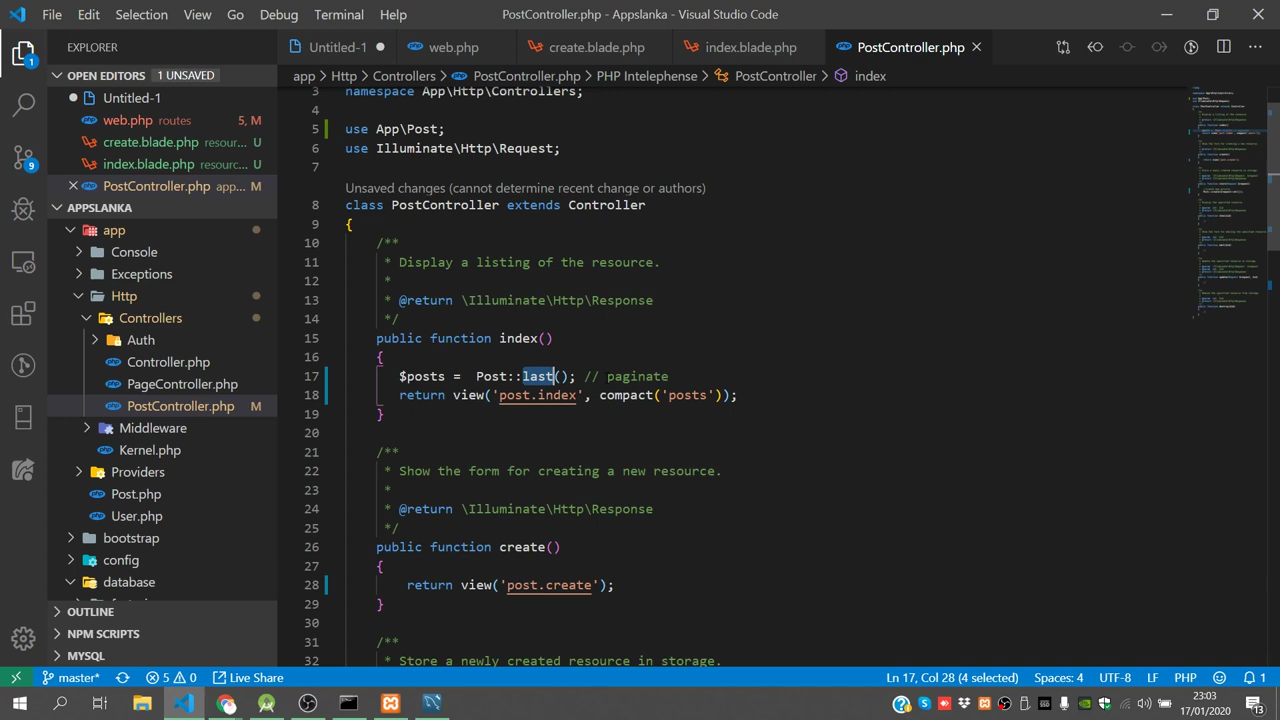 File Edit Selection View Go Debug Terminal Help PostController.php - Appslanka - Visual Studio Code
EXPLORER Untitled-1 web.php create.blade.php index.blade.php PostController.php
OPEN EDITORS 1 UNSAVED
Untitled-1
web.php routes 5, M
create.blade.php resour...
index.blade.php resourc...
PostController.php app... M
APPSLANKA
app
Console
Exceptions
Http
Controllers
Auth
Controller.php
PageController.php
PostController.php M
Middleware
Kernel.php
Providers
Post.php
User.php
bootstrap
config
database
OUTLINE
NPM SCRIPTS
MYSQL
app > Http > Controllers > PostController.php > PHP Intelephense > PostController > index
3 namespace App\Http\Controllers;
4
5 use App\Post;
6 use Illuminate\Http\Request;
7
You, a few seconds ago | cannot determine
8 class PostController extends Controller
9 {
10 /**
11 * Display a listing of the resource.
12 *
13 * @return \Illuminate\Http\Response
14 */
15 public function index()
16 {
17 $posts = Post::last(); // paginate
18 return view('post.index', compact('posts'));
19 }
20
21 /**
22 * Show the form for creating a new resource.
23 *
24 * @return \Illuminate\Http\Response
25 */
26 public function create()
27 {
28 return view('post.create');
29 }
30
31 /**
32 * Store a newly created resource in storage.
master* 5 0 Live Share Ln 17, Col 28 (4 selected) Spaces: 4 UTF-8 LF PHP 1
23:03
17/01/2020